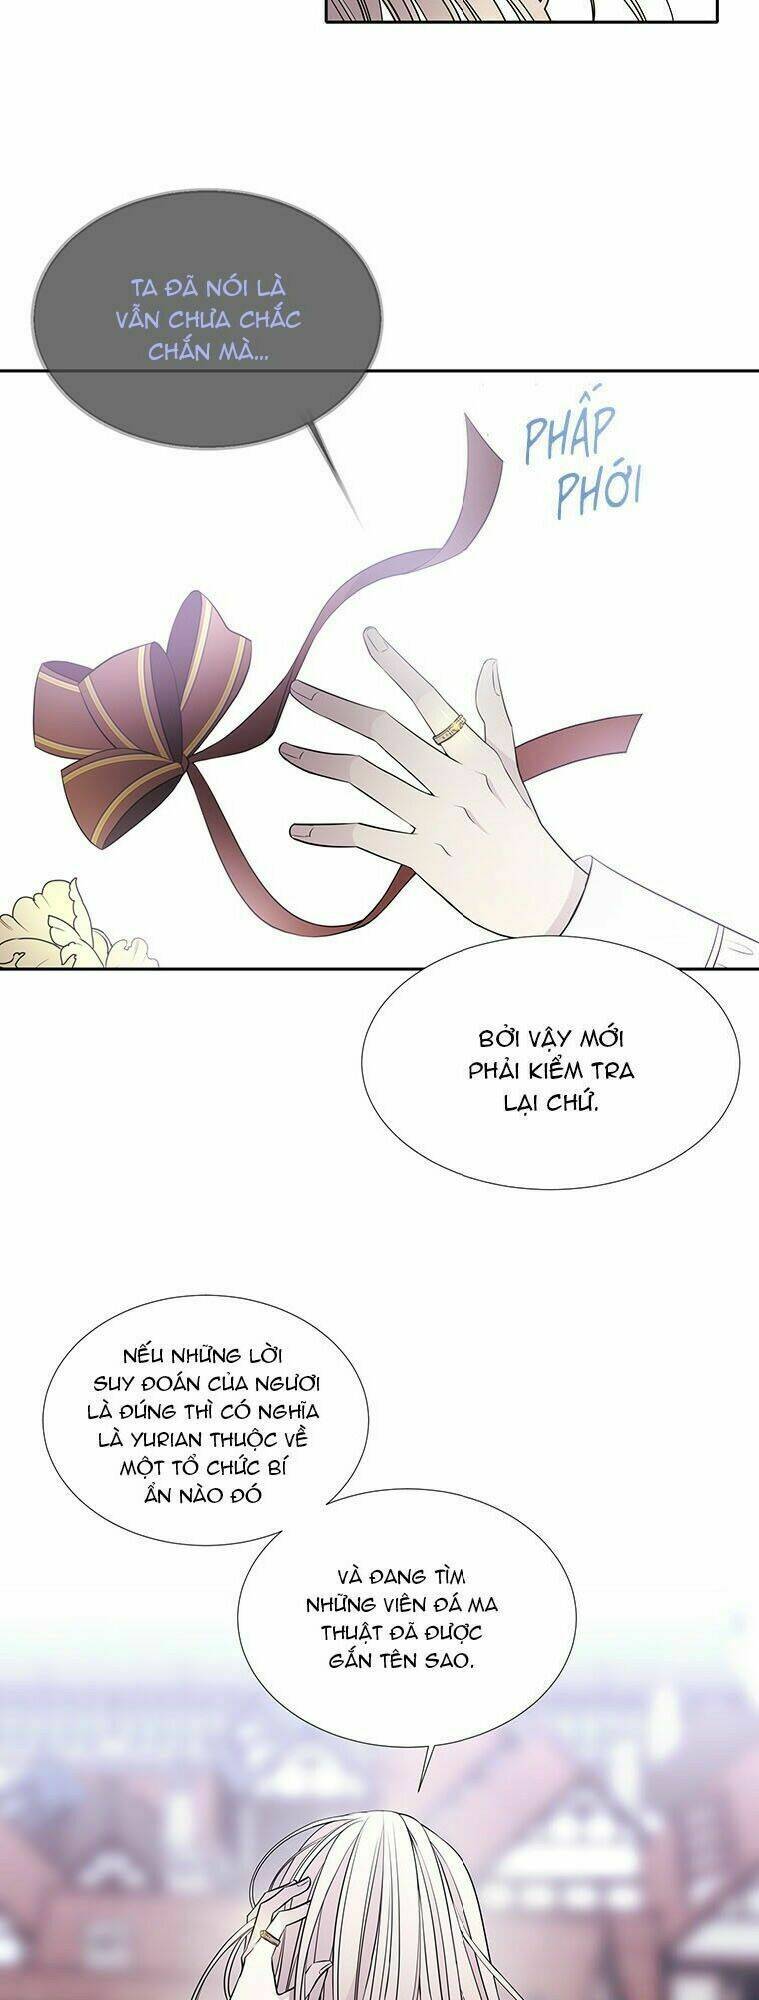 TA ĐÃ NÓI LÀ
VẪN CHƯA CHẮC
CHẮN MÀ...
PHẤP
PHỚI
BỞI VẬY MỚI
PHẢI KIỂM TRA
LẠI CHỨ.
NẾU NHỮNG LỜI
SUY ĐOÁN CỦA NGƯƠI
LÀ ĐÚNG THÌ CÓ NGHĨA
LÀ YURIAN THUỘC VỀ
MỘT TỔ CHỨC BÍ
ẨN NÀO ĐÓ
VÀ ĐANG TÌM
NHỮNG VIÊN ĐÁ MA
THUẬT ĐÃ ĐƯỢC
GẮN TÊN SAO.